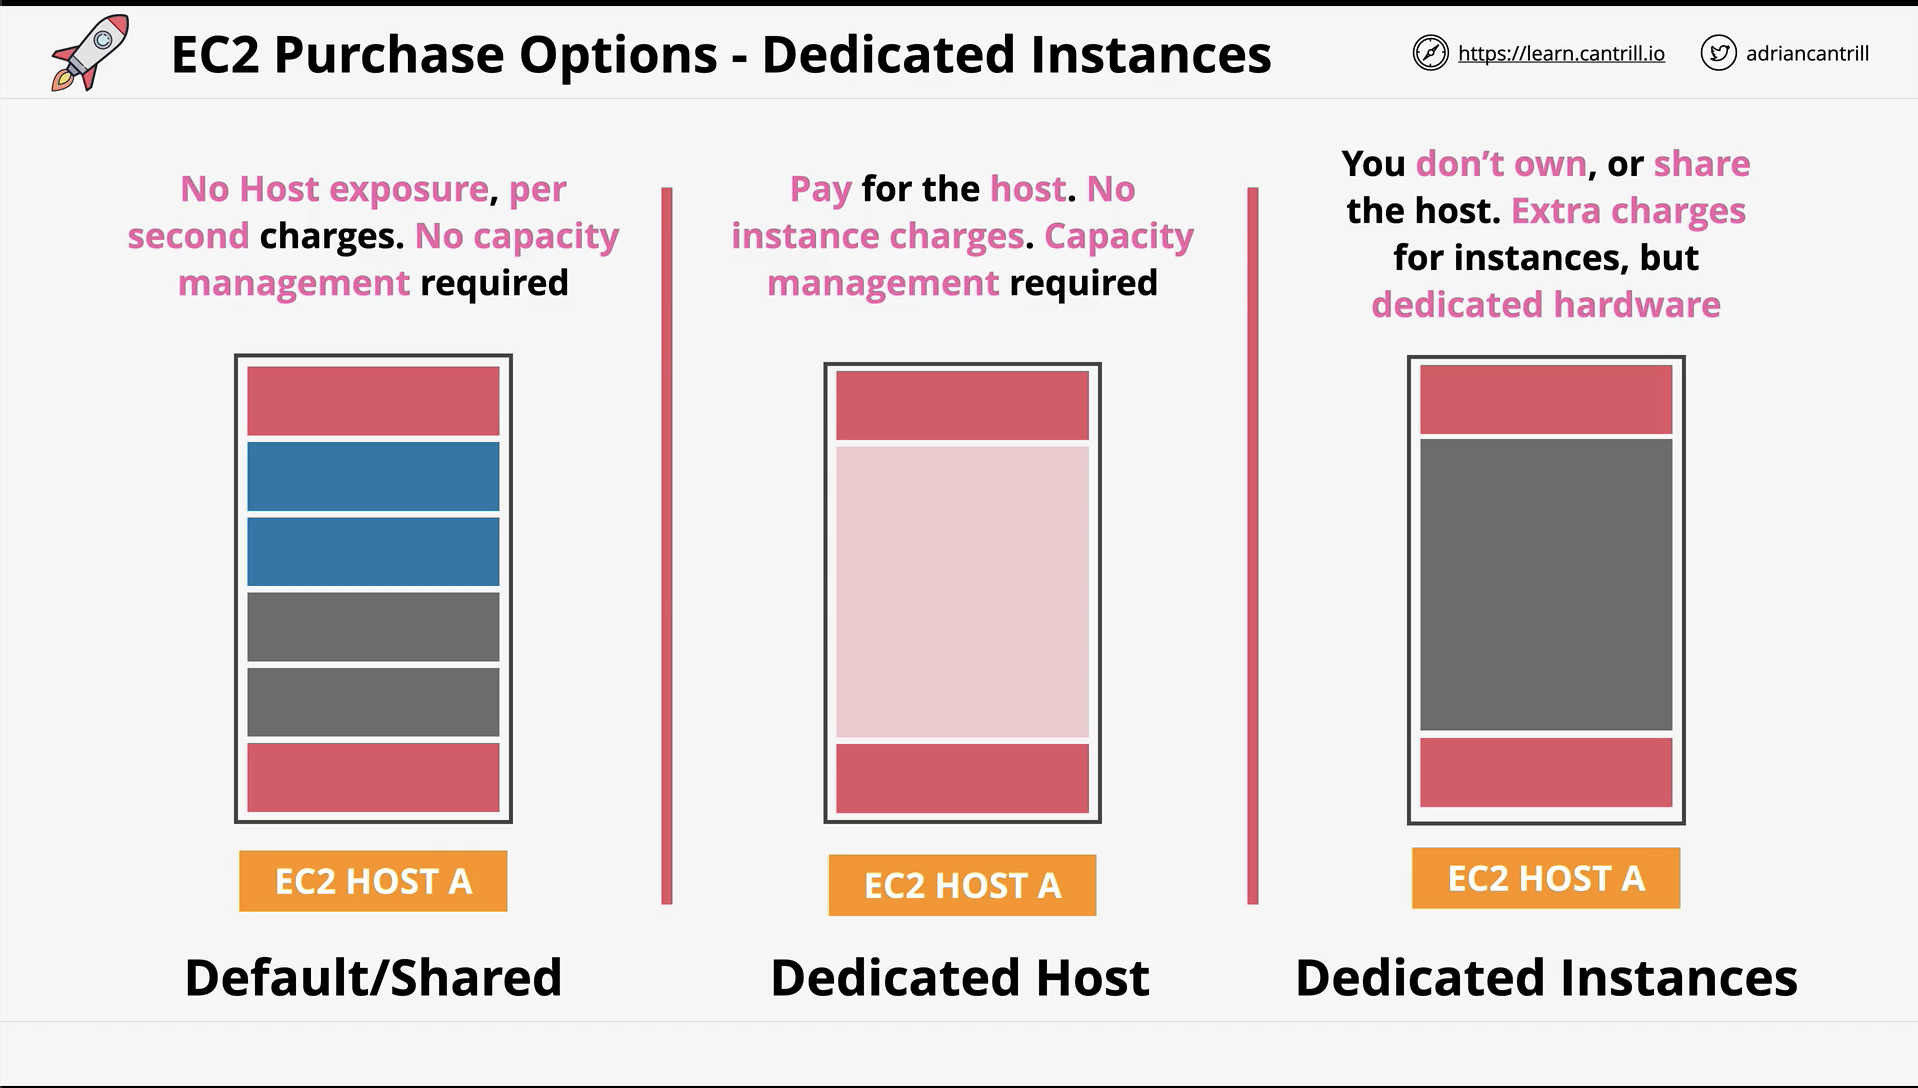 EC2 Purchase Options - Dedicated Instances
https://learn.cantrill.io
adriancantrill
No Host exposure, per
second charges. No capacity
management required
Pay for the host. No
instance charges. Capacity
management required
You don’t own, or share
the host. Extra charges
for instances, but
dedicated hardware
EC2 HOST A
EC2 HOST A
EC2 HOST A
Default/Shared
Dedicated Host
Dedicated Instances